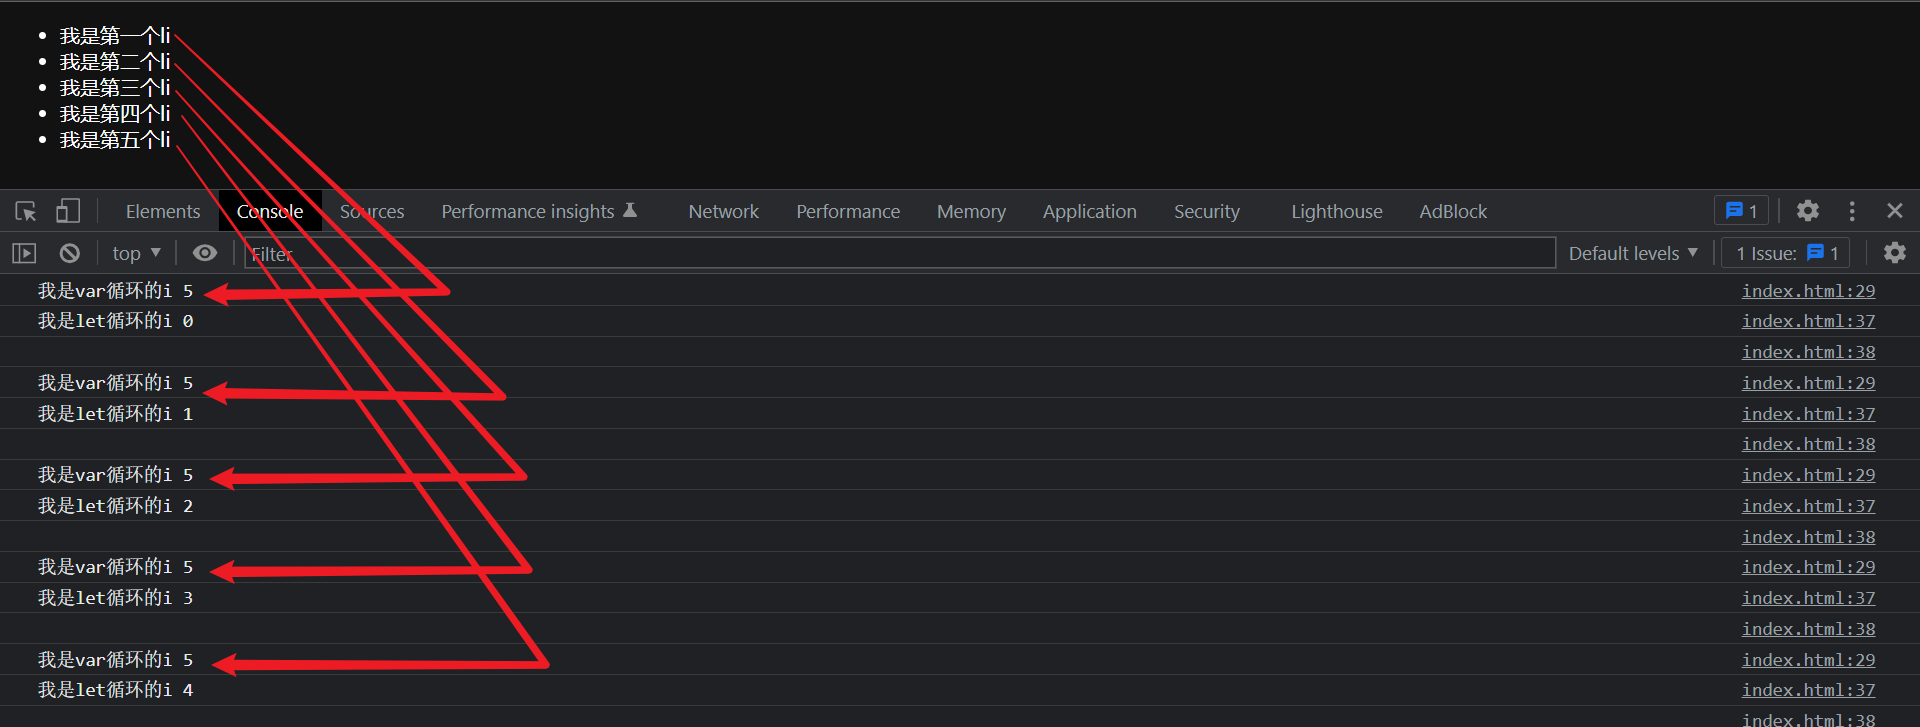 我是第一个li
我是第二个li
我是第三个li
我是第四个li
我是第五个li
Elements Console Sources Performance insights Network Performance Memory Application Security Lighthouse AdBlock 1
top Filter Default levels 1 Issue: 1
我是var循环的i 5 index.html:29
我是let循环的i 0 index.html:37
index.html:38
我是var循环的i 5 index.html:29
我是let循环的i 1 index.html:37
index.html:38
我是var循环的i 5 index.html:29
我是let循环的i 2 index.html:37
index.html:38
我是var循环的i 5 index.html:29
我是let循环的i 3 index.html:37
index.html:38
我是var循环的i 5 index.html:29
我是let循环的i 4 index.html:37
index.html:38